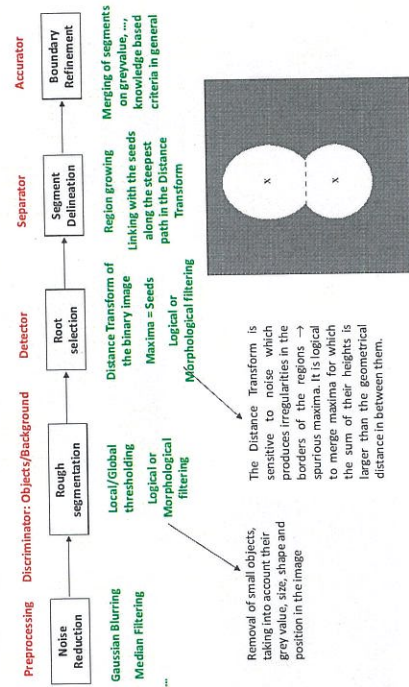 Preprocessing
Discriminator: Objects/Background
Detector
Separator
Accurator
Noise
Reduction
Rough
segmentation
Root
selection
Segment
Delineation
Boundary
Refinement
Gaussian Blurring
Median Filtering
...
Local/Global
thresholding
Logical or
Morphological
filtering
Distance Transform of
the binary image
Maxima = Seeds
Logical or
Morphological filtering
Region growing
Linking with the seeds
along the steepest
path in the Distance
Transform
Merging of segments
on greyvalue, ...,
knowledge based
criteria in general
Removal of small objects,
taking into account their
grey value, size, shape and
position in the image
The Distance Transform is
sensitive to noise which
produces irregularities in the
borders of the regions →
spurious maxima. It is logical
to merge maxima for which
the sum of their heights is
larger than the geometrical
distance in between them.
x
x